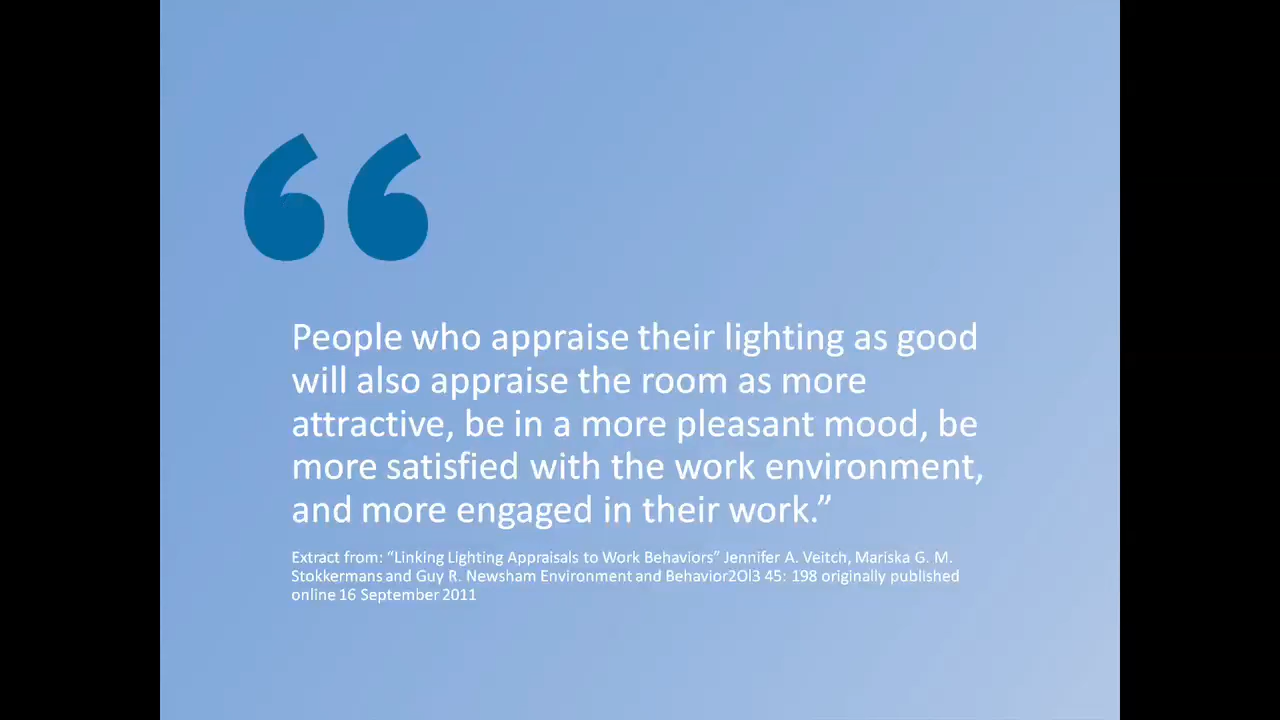 “
People who appraise their lighting as good
will also appraise the room as more
attractive, be in a more pleasant mood, be
more satisfied with the work environment,
and more engaged in their work.”
Extract from: “Linking Lighting Appraisals to Work Behaviors” Jennifer A. Veitch, Mariska G. M.
Stokkermans and Guy R. Newsham Environment and Behavior2Ol3 45: 198 originally published
online 16 September 2011